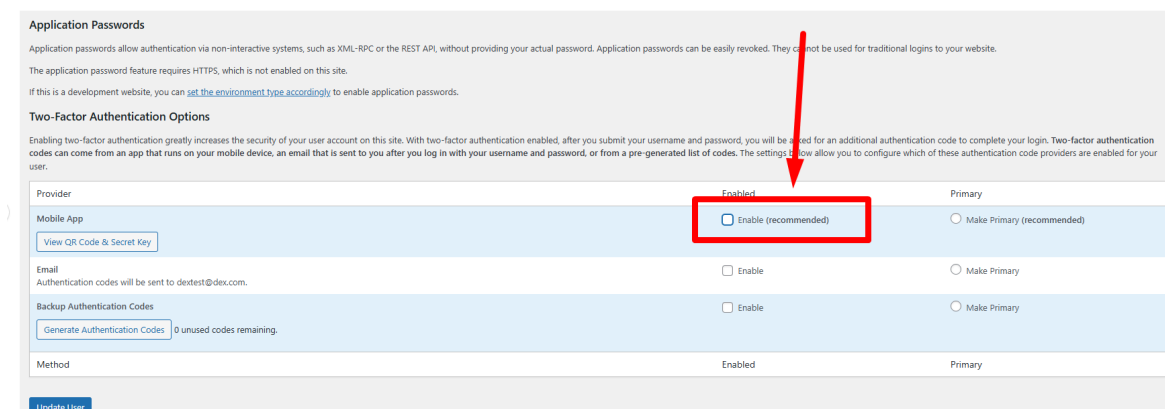 Application Passwords
Application passwords allow authentication via non-interactive systems, such as XML-RPC or the REST API, without providing your actual password. Application passwords can be easily revoked. They cannot be used for traditional logins to your website.
The application password feature requires HTTPS, which is not enabled on this site.
If this is a development website, you can set the environment type accordingly to enable application passwords.
Two-Factor Authentication Options
Enabling two-factor authentication greatly increases the security of your user account on this site. With two-factor authentication enabled, after you submit your username and password, you will be asked for an additional authentication code to complete your login. Two-factor authentication
codes can come from an app that runs on your mobile device, an email that is sent to you after you log in with your username and password, or from a pre-generated list of codes. The settings below allow you to configure which of these authentication code providers are enabled for your
user.
Provider Enabled Primary
Mobile App Enable (recommended) Make Primary (recommended)
View QR Code & Secret Key
Email Enable Make Primary
Authentication codes will be sent to dextest@dex.com.
Backup Authentication Codes Enable Make Primary
Generate Authentication Codes 0 unused codes remaining.
Method Enabled Primary
Update User